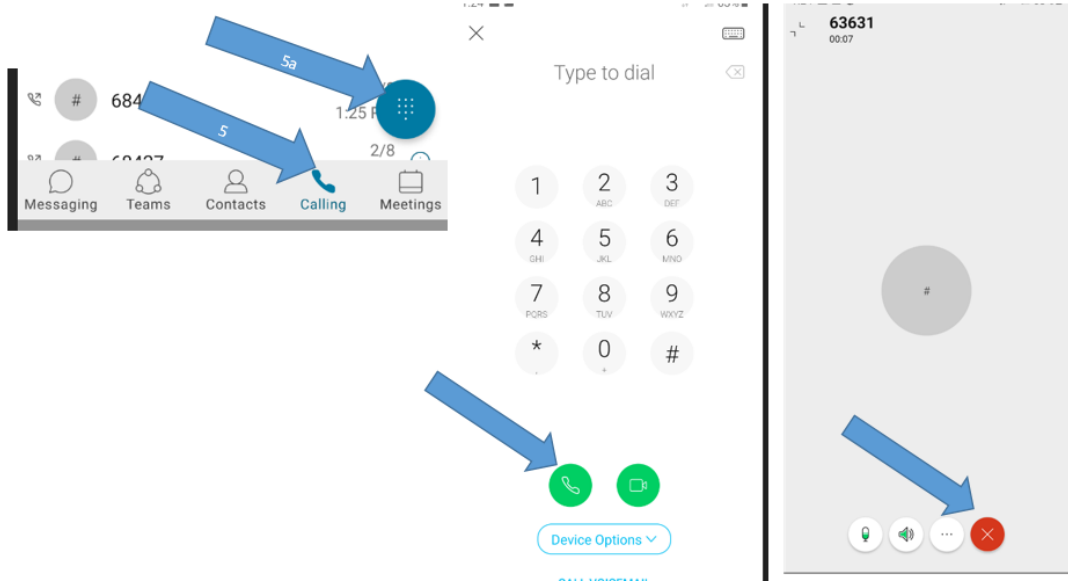 5a
# 684
1:25 P
5
2/8
Messaging Teams Contacts Calling Meetings
Type to dial
1 2 3
ABC DEF
4 5 6
GHI JKL MNO
7 8 9
PQRS TUV WXYZ
* 0 #
+
Device Options
63631
00:07
#